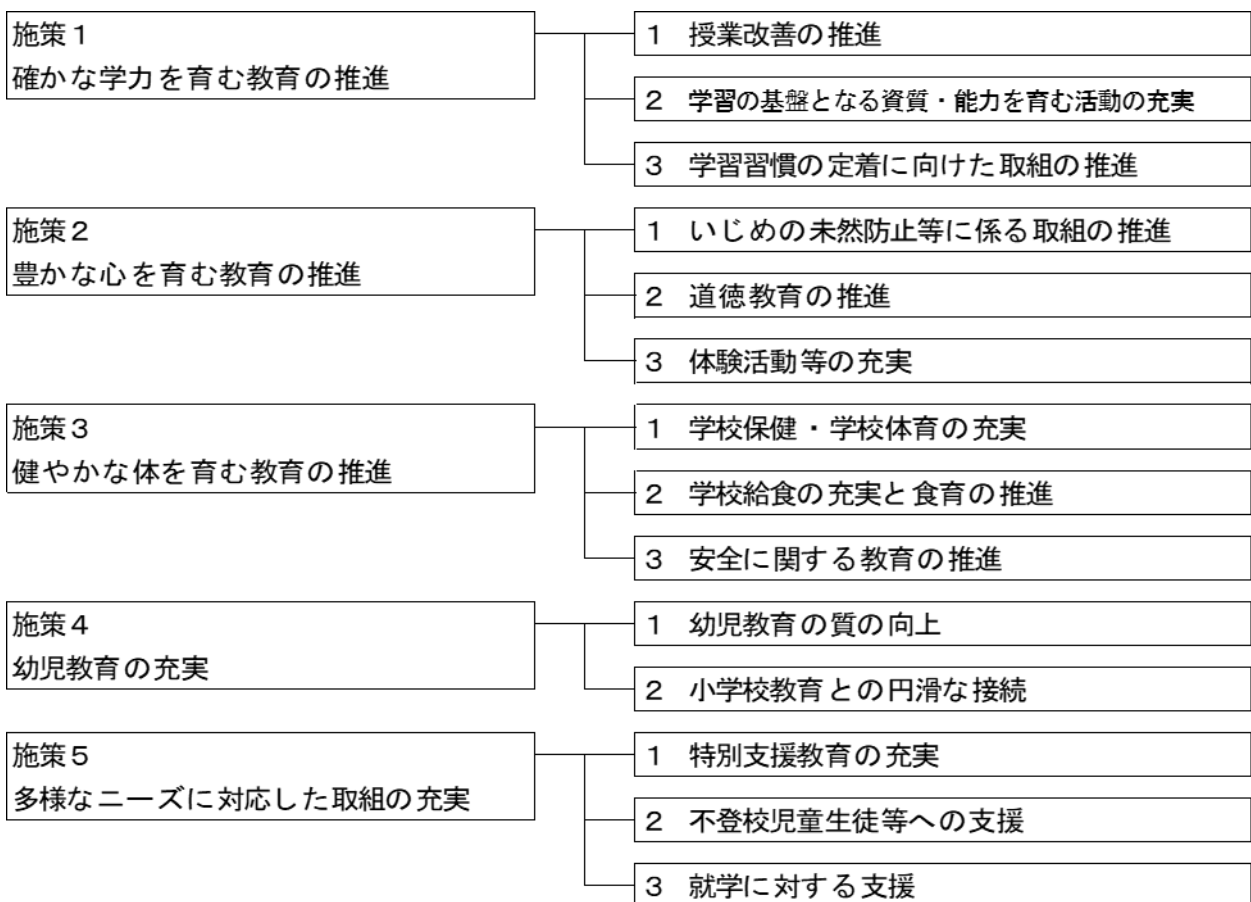 施策１
確かな学力を育む教育の推進
１　授業改善の推進
２　学習の基盤となる資質・能力を育む活動の充実
３　学習習慣の定着に向けた取組の推進
施策２
豊かな心を育む教育の推進
１　いじめの未然防止等に係る取組の推進
２　道徳教育の推進
３　体験活動等の充実
施策３
健やかな体を育む教育の推進
１　学校保健・学校体育の充実
２　学校給食の充実と食育の推進
３　安全に関する教育の推進
施策４
幼児教育の充実
１　幼児教育の質の向上
２　小学校教育との円滑な接続
施策５
多様なニーズに対応した取組の充実
１　特別支援教育の充実
２　不登校児童生徒等への支援
３　就学に対する支援